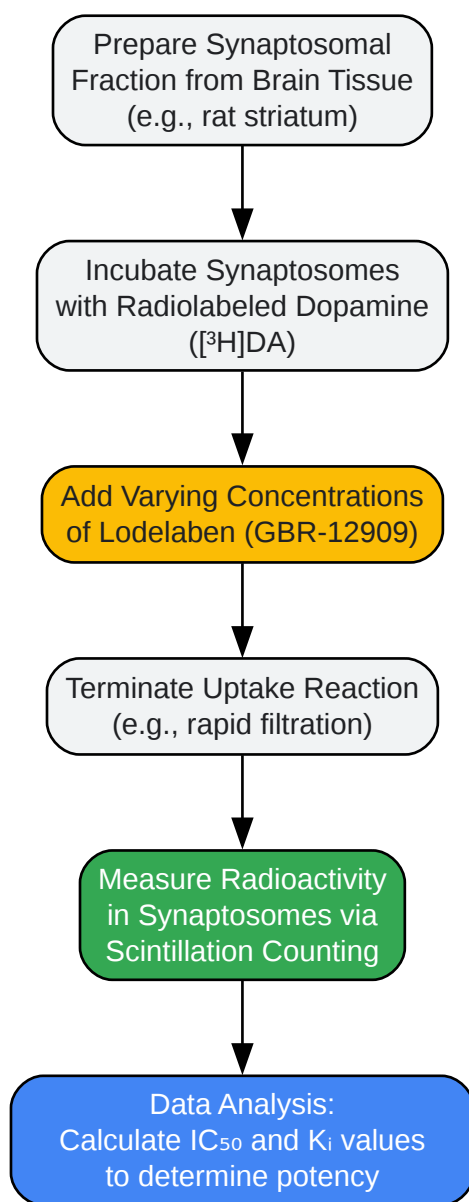 Prepare Synaptosomal
Fraction from Brain Tissue
(e.g., rat striatum)
Incubate Synaptosomes
with Radiolabeled Dopamine
([³H]DA)
Add Varying Concentrations
of Lodelaben (GBR-12909)
Terminate Uptake Reaction
(e.g., rapid filtration)
Measure Radioactivity
in Synaptosomes via
Scintillation Counting
Data Analysis:
Calculate IC₅₀ and Kᵢ values
to determine potency